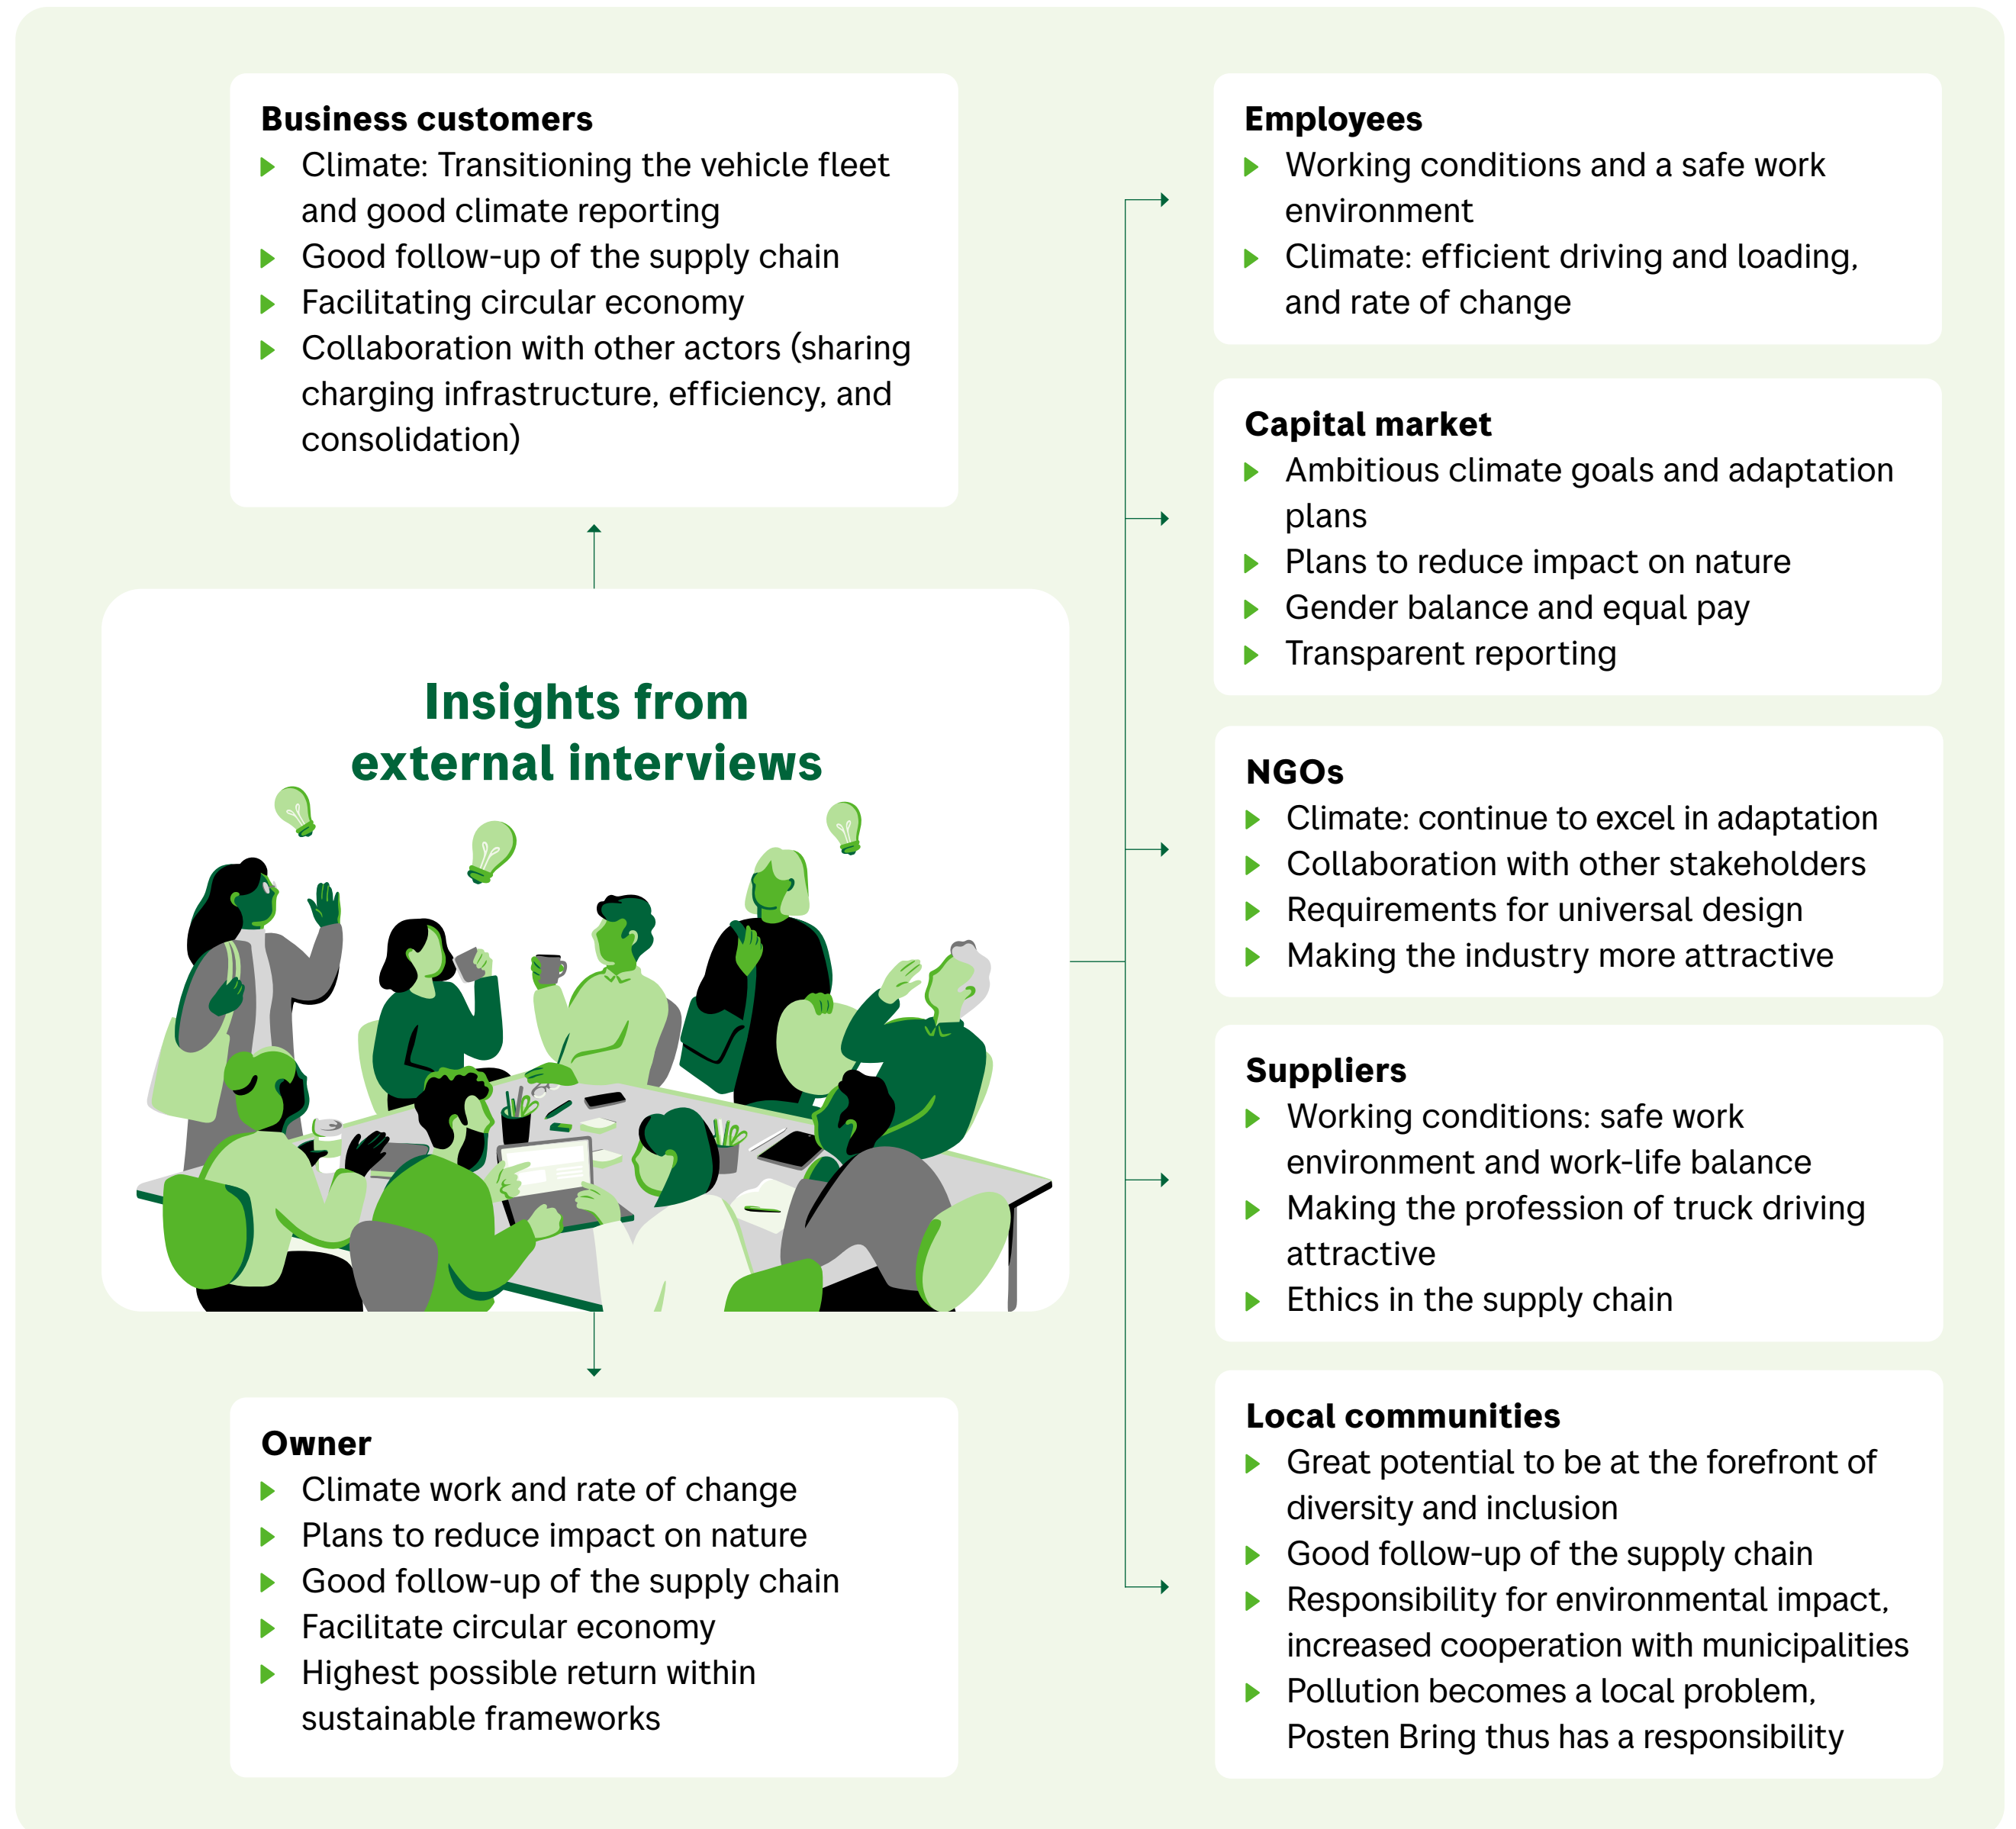 Business customers
Climate: Transitioning the vehicle fleet
and good climate reporting
Good follow-up of the supply chain
Facilitating circular economy
Collaboration with other actors (sharing
charging infrastructure, efficiency, and
consolidation)
Insights from
external interviews
Owner
Climate work and rate of change
Plans to reduce impact on nature
Good follow-up of the supply chain
Facilitate circular economy
Highest possible return within
sustainable frameworks
Employees
Working conditions and a safe work
environment
Climate: efficient driving and loading,
and rate of change
Capital market
Ambitious climate goals and adaptation
plans
Plans to reduce impact on nature
Gender balance and equal pay
Transparent reporting
NGOs
Climate: continue to excel in adaptation
Collaboration with other stakeholders
Requirements for universal design
Making the industry more attractive
Suppliers
Working conditions: safe work
environment and work-life balance
Making the profession of truck driving
attractive
Ethics in the supply chain
Local communities
Great potential to be at the forefront of
diversity and inclusion
Good follow-up of the supply chain
Responsibility for environmental impact,
increased cooperation with municipalities
Pollution becomes a local problem,
Posten Bring thus has a responsibility